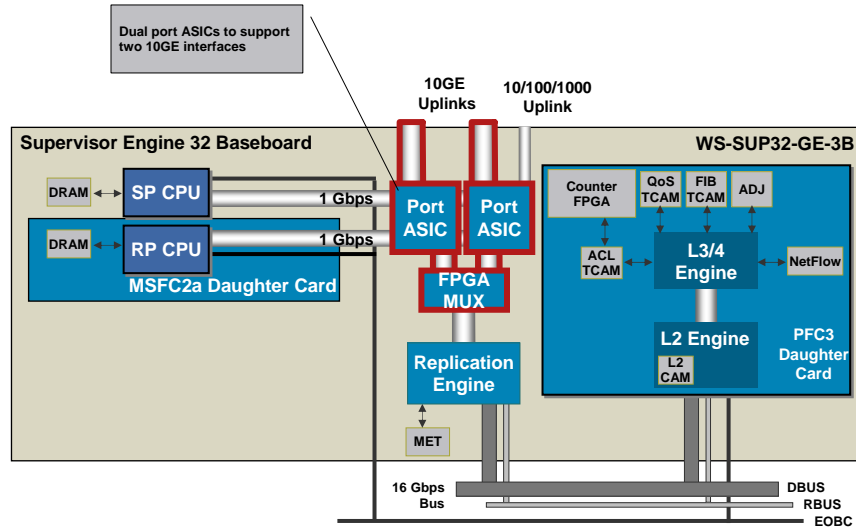 Dual port ASICs to support
two 10GE interfaces
10GE
Uplinks
10/100/1000
Uplink
Supervisor Engine 32 Baseboard
WS-SUP32-GE-3B
DRAM
SP CPU
1 Gbps
DRAM
RP CPU
1 Gbps
MSFC2a Daughter Card
Port
ASIC
Port
ASIC
FPGA
MUX
Replication
Engine
MET
Counter
FPGA
QoS
TCAM
FIB
TCAM
ADJ
ACL
TCAM
L3/4
Engine
NetFlow
L2 Engine
L2
CAM
PFC3
Daughter
Card
16 Gbps
Bus
DBUS
RBUS
EOBC